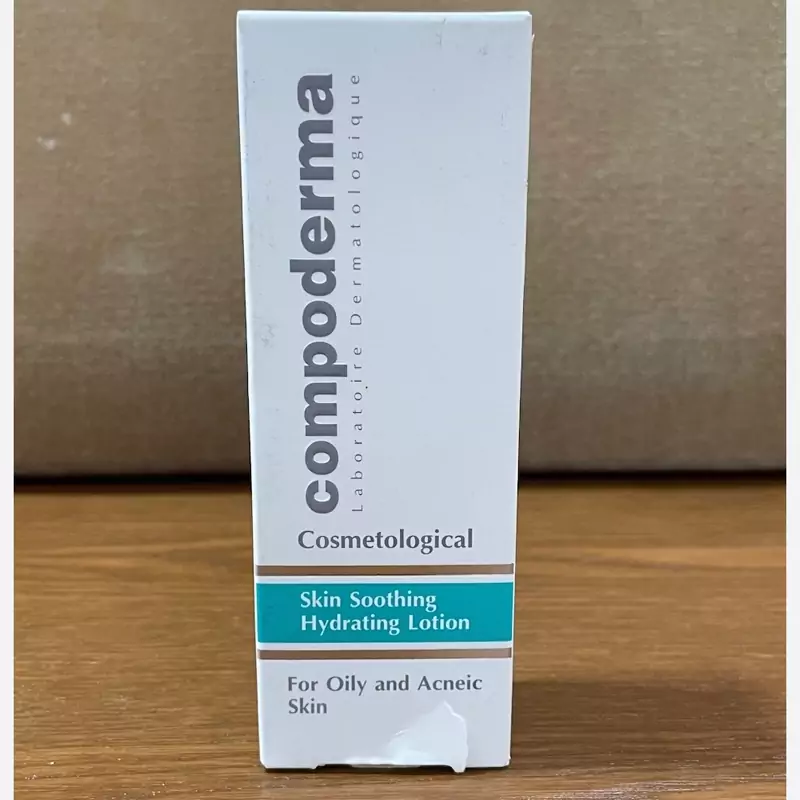 compoderma
Laboratoire Dermatologique
Cosmetological
Skin Soothing
Hydrating Lotion
For Oily and Acneic
Skin